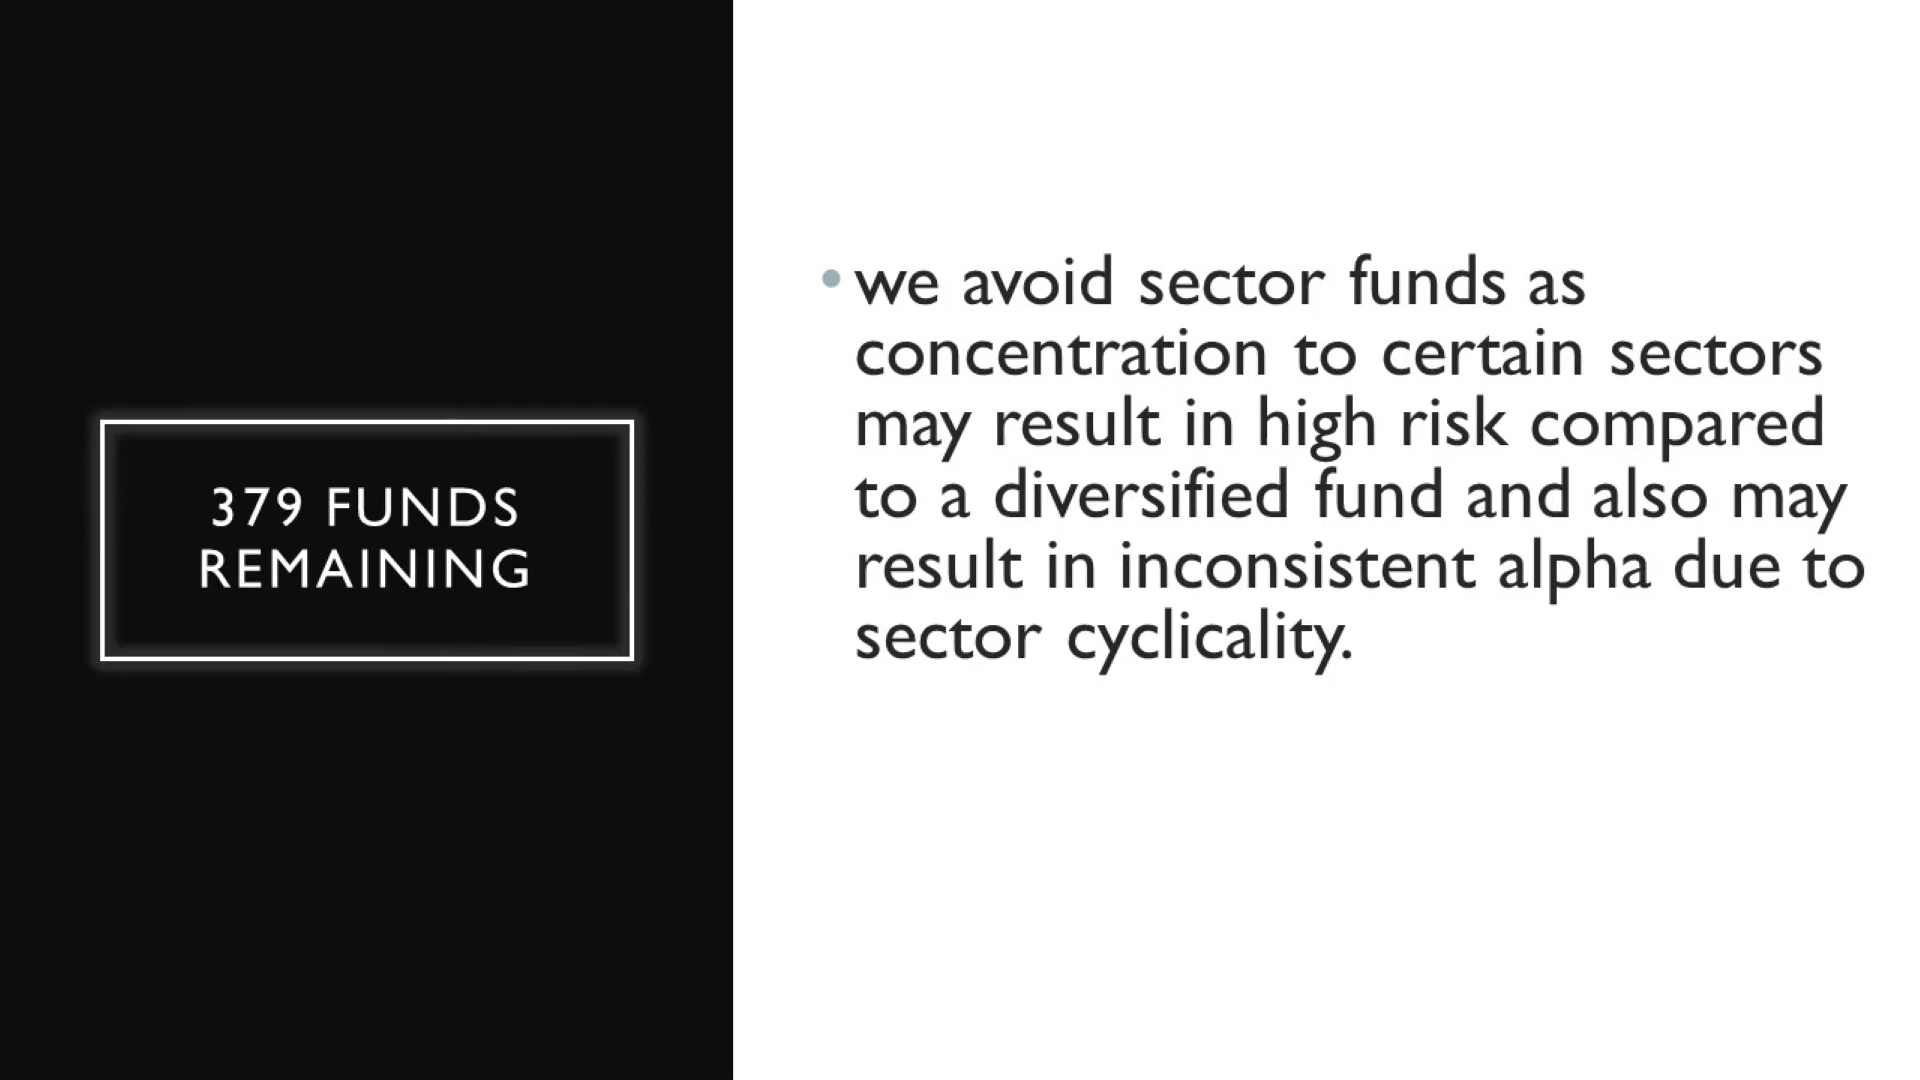 379 FUNDS
REMAINING
• we avoid sector funds as
concentration to certain sectors
may result in high risk compared
to a diversified fund and also may
result in inconsistent alpha due to
sector cyclicality.